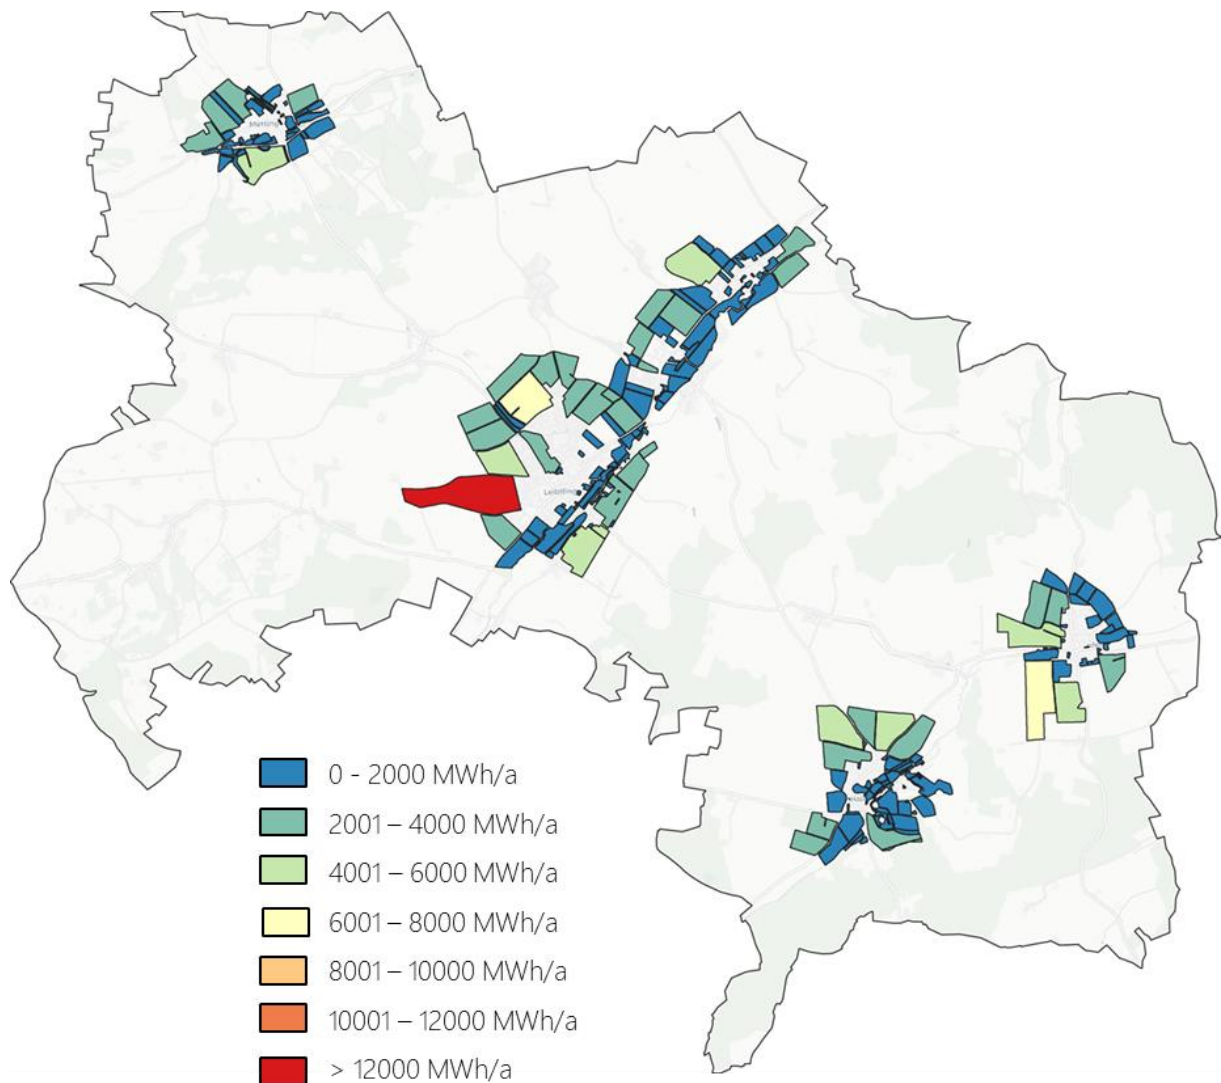 0 - 2000 MWh/a
2001 – 4000 MWh/a
4001 – 6000 MWh/a
6001 – 8000 MWh/a
8001 – 10000 MWh/a
10001 – 12000 MWh/a
> 12000 MWh/a